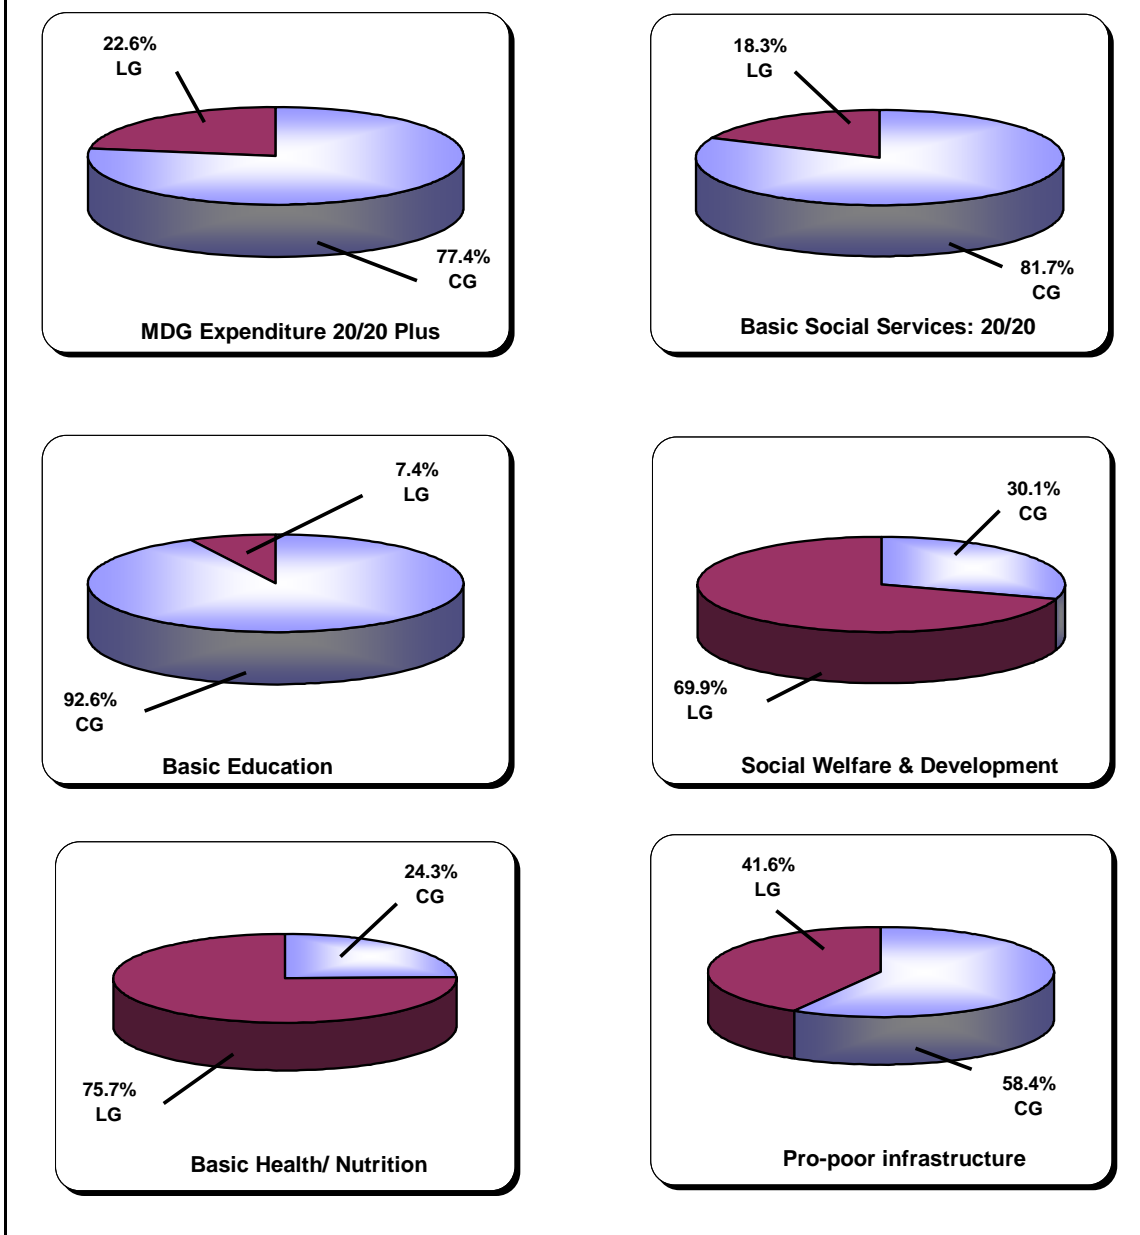 22.6%
LG
77.4%
CG
MDG Expenditure 20/20 Plus
18.3%
LG
81.7%
CG
Basic Social Services: 20/20
7.4%
LG
92.6%
CG
Basic Education
30.1%
CG
69.9%
LG
Social Welfare & Development
24.3%
CG
75.7%
LG
Basic Health/ Nutrition
41.6%
LG
58.4%
CG
Pro-poor infrastructure